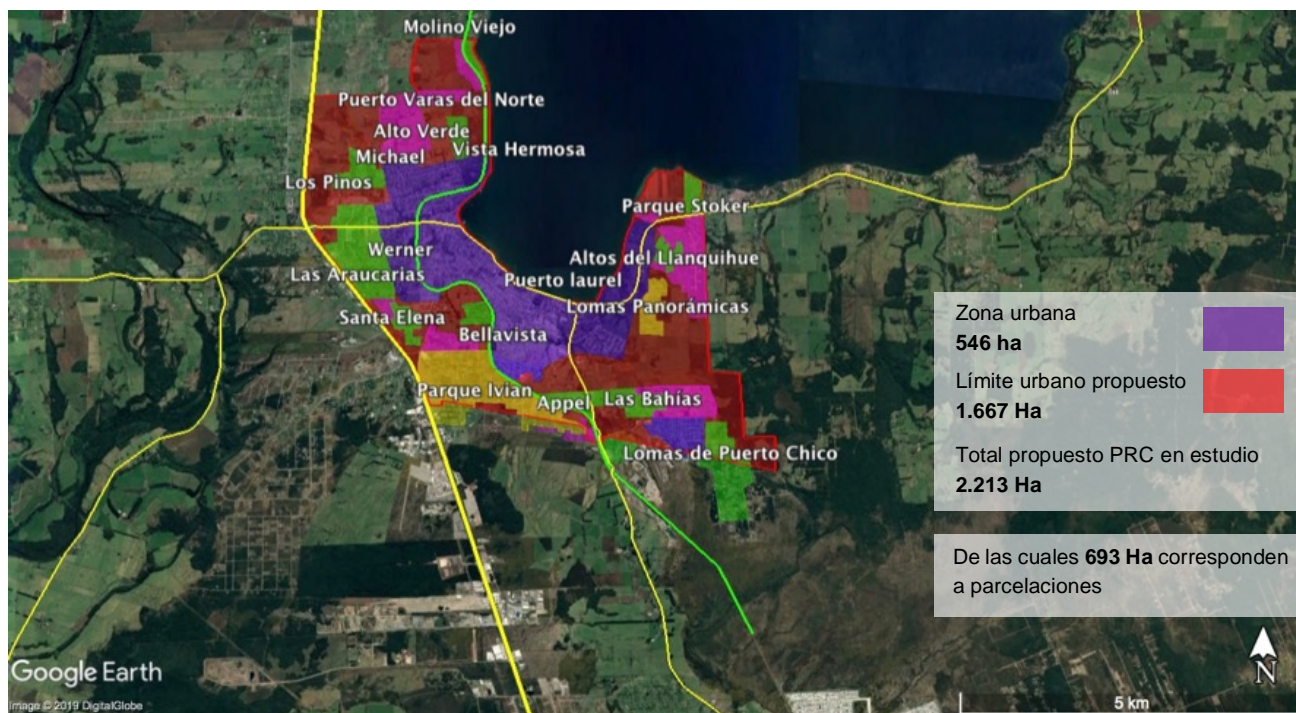 Molino Viejo
Puerto Varas del Norte
Alto Verde
Michael
Vista Hermosa
Los Pinos
Parque Stoker
Werner
Altos del Llanquihue
Las Araucarias
Puerto laurel
Lomas Panorámicas
Santa Elena
Bellavista
Parque Ivian
Appel
Las Bahías
Lomas de Puerto Chico
Zona urbana
546 ha
Límite urbano propuesto
1.667 Ha
Total propuesto PRC en estudio
2.213 Ha
De las cuales 693 Ha corresponden
a parcelaciones
Google Earth
Image © 2019 DigitalGlobe
N
5 km